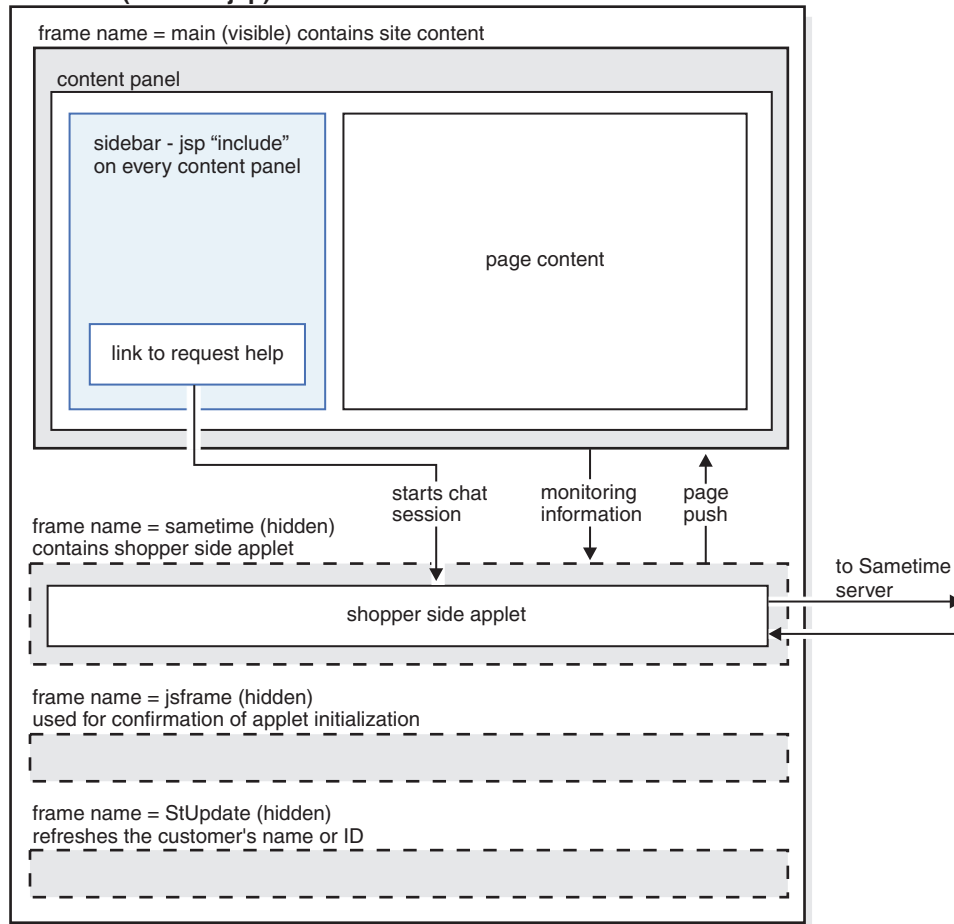 frame name = main (visible) contains site content
content panel
sidebar - jsp “include”
on every content panel
page content
link to request help
starts chat
session
monitoring
information
page
push
frame name = sametime (hidden)
contains shopper side applet
to Sametime
server
shopper side applet
frame name = jsframe (hidden)
used for confirmation of applet initialization
frame name = StUpdate (hidden)
refreshes the customer's name or ID